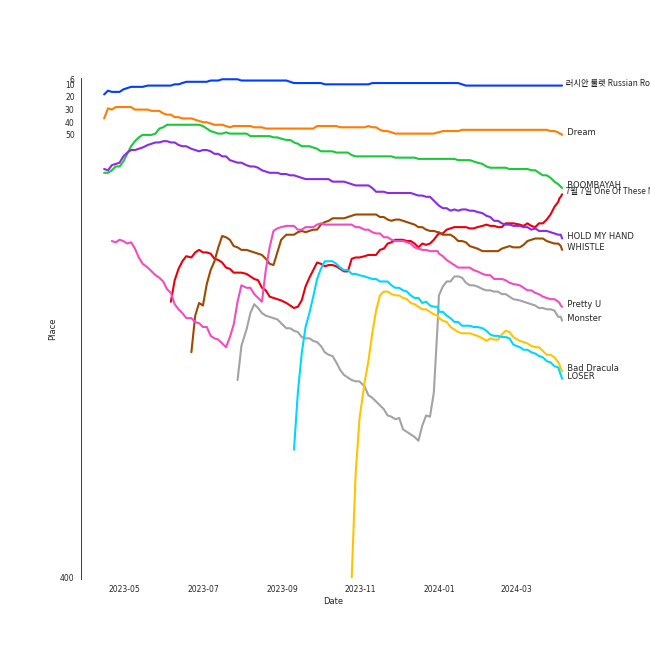 6
10
20
30
40
50
400
Place
2023-05
2023-07
2023-09
2023-11
2024-01
2024-03
Date
러시안 룰렛 Russian Ro
Dream
BOOMBAYAH
7월 7일 One Of These N
HOLD MY HAND
WHISTLE
Pretty U
Monster
Bad Dracula
LOSER